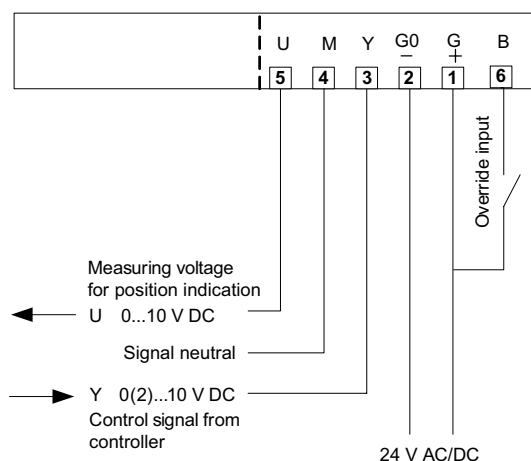 U M Y G0 G B
− +
5 4 3 2 1 6
Override input
Measuring voltage
for position indication
U 0...10 V DC
Signal neutral
Y 0(2)...10 V DC
Control signal from
controller
24 V AC/DC